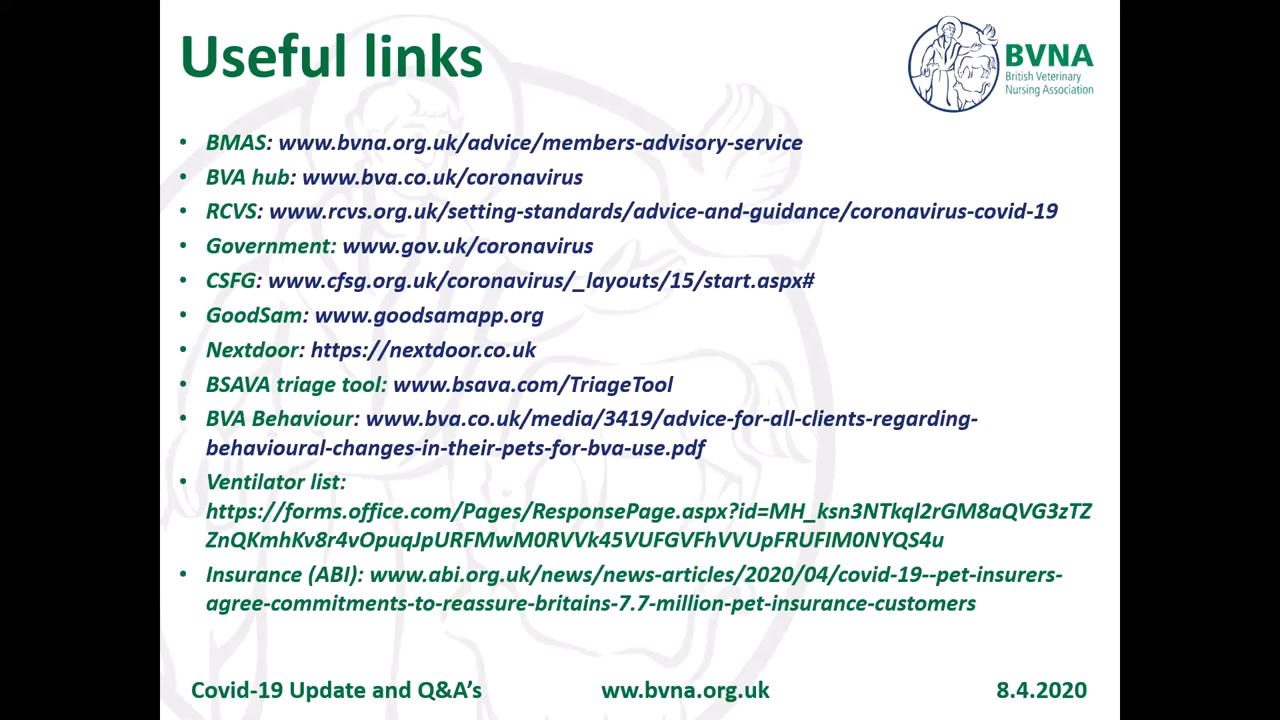 Useful links
BVNA
British Veterinary
Nursing Association
• BMAS: www.bvna.org.uk/advice/members-advisory-service
• BVA hub: www.bva.co.uk/coronavirus
• RCVS: www.rcvs.org.uk/setting-standards/advice-and-guidance/coronavirus-covid-19
• Government: www.gov.uk/coronavirus
• CSFG: www.cfsg.org.uk/coronavirus/_layouts/15/start.aspx#
• GoodSam: www.goodsamapp.org
• Nextdoor: https://nextdoor.co.uk
• BSAVA triage tool: www.bsava.com/TriageTool
• BVA Behaviour: www.bva.co.uk/media/3419/advice-for-all-clients-regarding-
behavioural-changes-in-their-pets-for-bva-use.pdf
• Ventilator list:
https://forms.office.com/Pages/ResponsePage.aspx?id=MH_ksn3NTkql2rGM8aQVG3zTZ
ZnQKmhKv8r4vOpuqJpURFMwM0RVVk45VUFGVFhVVUpFRUFIM0NYQS4u
• Insurance (ABI): www.abi.org.uk/news/news-articles/2020/04/covid-19--pet-insurers-
agree-commitments-to-reassure-britains-7.7-million-pet-insurance-customers
Covid-19 Update and Q&A’s
ww.bvna.org.uk
8.4.2020